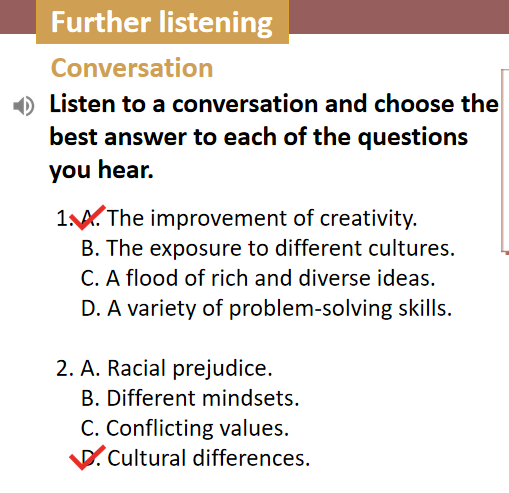 Further listening
Conversation
Listen to a conversation and choose the
best answer to each of the questions
you hear.
1. A. The improvement of creativity.
B. The exposure to different cultures.
C. A flood of rich and diverse ideas.
D. A variety of problem-solving skills.
2. A. Racial prejudice.
B. Different mindsets.
C. Conflicting values.
D. Cultural differences.